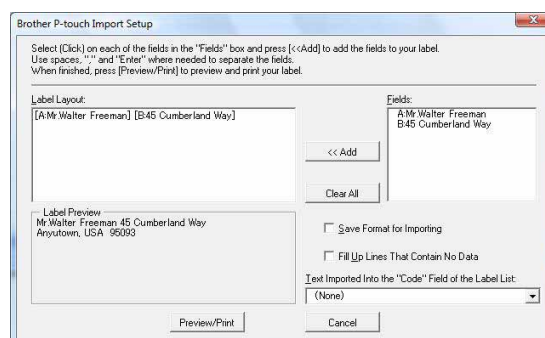 Brother P-touch Import Setup
Select (Click) on each of the fields in the "Fields" box and press [<<Add] to add the fields to your label.
Use spaces, "," and "Enter" where needed to separate the fields.
When finished, press [Preview/Print] to preview and print your label.
Label Layout:
[A:Mr.Walter Freeman] [B:45 Cumberland Way]
Fields:
A:Mr.Walter Freeman
B:45 Cumberland Way
<< Add
Clear All
Label Preview
Mr.Walter Freeman 45 Cumberland Way
Anyutown, USA 95093
Save Format for Importing
Fill Up Lines That Contain No Data
Text Imported Into the "Code" Field of the Label List:
(None)
Preview/Print
Cancel